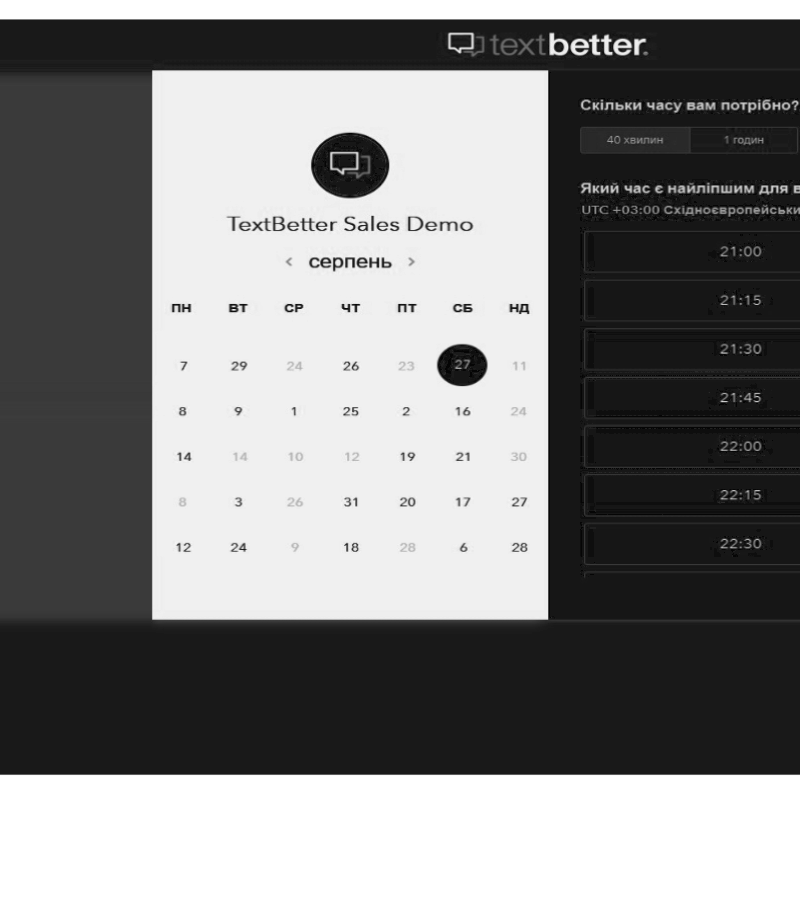 textbetter.
TextBetter Sales Demo
< серпень >
ПН ВТ СР ЧТ ПТ СБ НД
7 29 24 26 23 27 11
8 9 1 25 2 16 24
14 14 10 12 19 21 30
8 3 26 31 20 17 27
12 24 9 18 28 6 28
Скільки часу вам потрібно?
40 хвилин 1 годин
Який час є найліпшим для
UTC +03:00
21:00
21:15
21:30
21:45
22:00
22:15
22:30